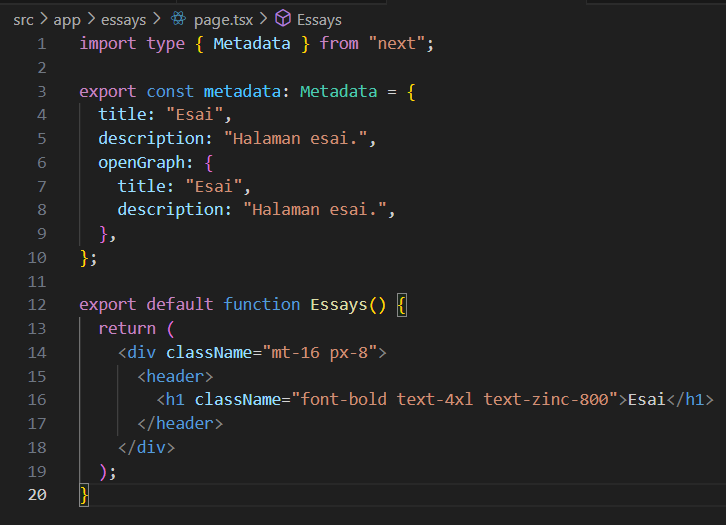 src > app > essays > page.tsx > Essays
1 import type { Metadata } from "next";
2
3 export const metadata: Metadata = {
4   title: "Esai",
5   description: "Halaman esai.",
6   openGraph: {
7     title: "Esai",
8     description: "Halaman esai.",
9   },
10 };
11
12 export default function Essays() {
13   return (
14     <div className="mt-16 px-8">
15       <header>
16         <h1 className="font-bold text-4xl text-zinc-800">Esai</h1>
17       </header>
18     </div>
19   );
20 }